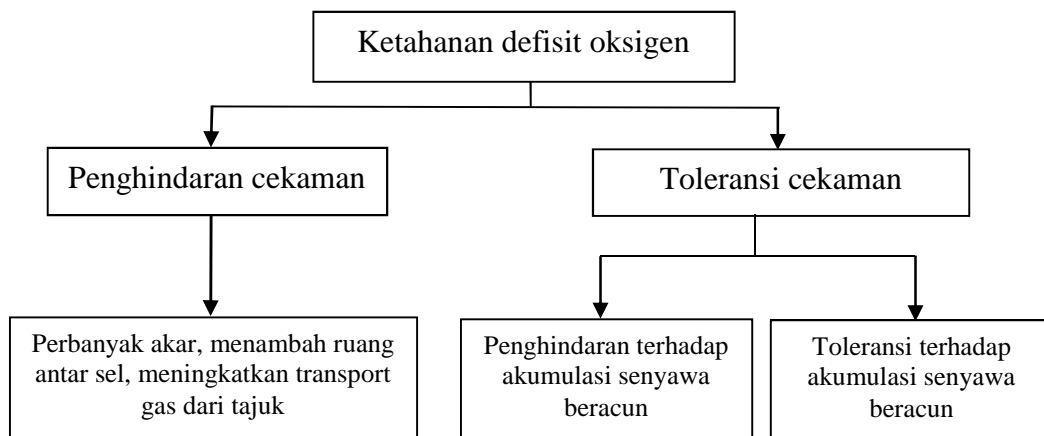 Ketahanan defisit oksigen
Penghindaran cekaman
Toleransi cekaman
Perbanyak akar, menambah ruang
antar sel, meningkatkan transport
gas dari tajuk
Penghindaran terhadap
akumulasi senyawa
beracun
Toleransi terhadap
akumulasi senyawa
beracun